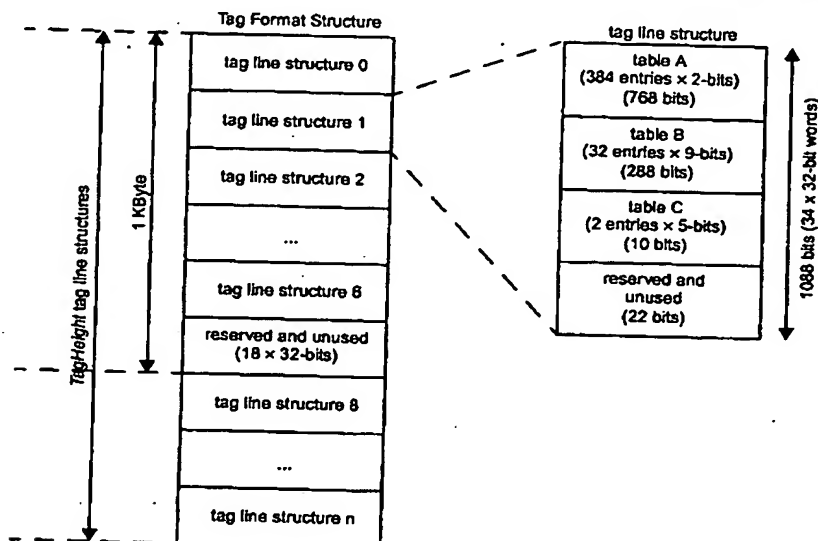 Tag Format Structure
tag line structure 0
tag line structure 1
tag line structure 2
...
tag line structure 6
reserved and unused
(18 × 32-bits)
tag line structure 8
...
tag line structure n
1 KByte
TagHeight tag line structures
tag line structure
table A
(384 entries × 2-bits)
(768 bits)
table B
(32 entries × 9-bits)
(288 bits)
table C
(2 entries × 5-bits)
(10 bits)
reserved and
unused
(22 bits)
1088 bits (34 x 32-bit words)